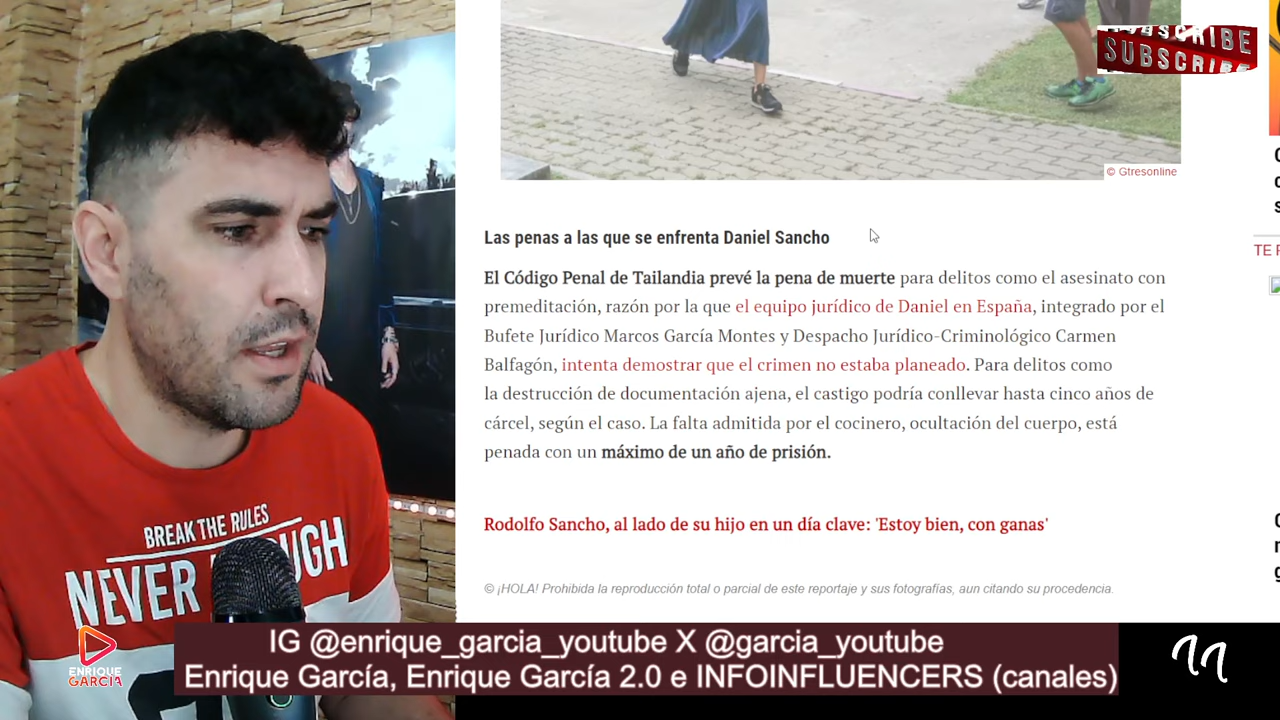 SUBSCRIBE
SUBSCRIBE
SUBSCRIBE
© Gtresonline
Las penas a las que se enfrenta Daniel Sancho
El Código Penal de Tailandia prevé la pena de muerte para delitos como el asesinato con
premeditación, razón por la que el equipo jurídico de Daniel en España, integrado por el
Bufete Jurídico Marcos García Montes y Despacho Jurídico-Criminológico Carmen
Balfagón, intenta demostrar que el crimen no estaba planeado. Para delitos como
la destrucción de documentación ajena, el castigo podría conllevar hasta cinco años de
cárcel, según el caso. La falta admitida por el cocinero, ocultación del cuerpo, está
penada con un máximo de un año de prisión.
Rodolfo Sancho, al lado de su hijo en un día clave: 'Estoy bien, con ganas'
© ¡HOLA! Prohibida la reproducción total o parcial de este reportaje y sus fotografías, aun citando su procedencia.
BREAK THE RULES
NEVER
ENRIQUE
GARCÍA
IG @enrique_garcia_youtube X @garcia_youtube
Enrique García, Enrique García 2.0 e INFOINFLUENCERS (canales)